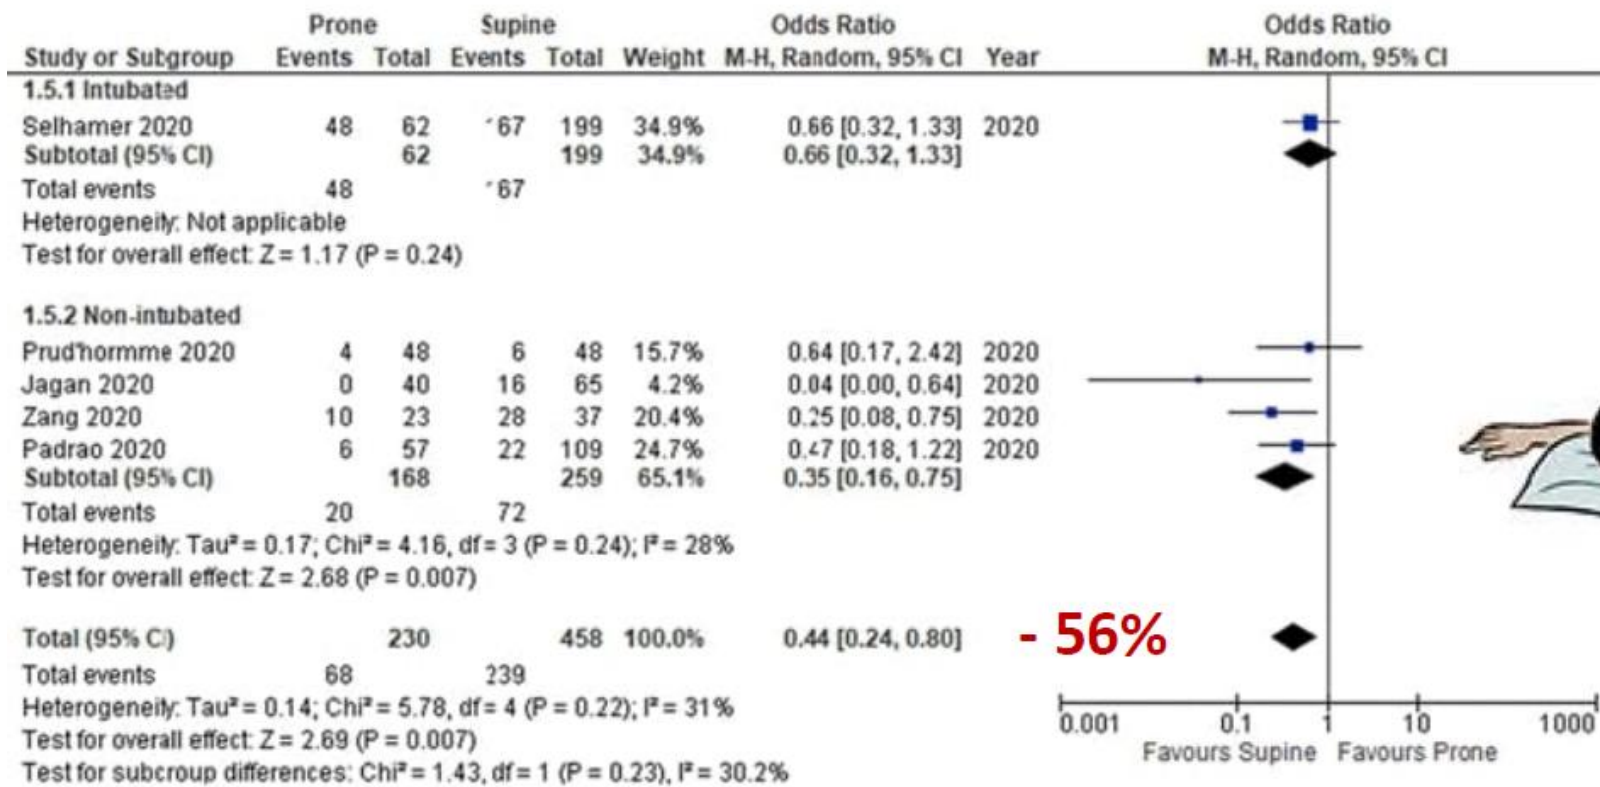 Prone Supine Odds Ratio Odds Ratio
Study or Subgroup Events Total Events Total Weight M-H, Random, 95% CI Year M-H, Random, 95% CI
1.5.1 Intubated
Selhamer 2020 48 62 ´67 199 34.9% 0.66 [0.32, 1.33] 2020
Subtotal (95% CI) 62 199 34.9% 0.66 [0.32, 1.33]
Total events 48 ´67
Heterogeneily: Not applicable
Test for overall effect: Z = 1.17 (P = 0.24)
1.5.2 Non-intubated
Prud'hormme 2020 4 48 6 48 15.7% 0.64 [0.17, 2.42] 2020
Jagan 2020 0 40 16 65 4.2% 0.04 [0.00, 0.64] 2020
Zang 2020 10 23 28 37 20.4% 0.25 [0.08, 0.75] 2020
Padrao 2020 6 57 22 109 24.7% 0.47 [0.18, 1.22] 2020
Subtotal (95% CI) 168 259 65.1% 0.35 [0.16, 0.75]
Total events 20 72
Heterogeneily: Tau² = 0.17; Chi² = 4.16, df = 3 (P = 0.24); I² = 28%
Test for overall effect: Z = 2.68 (P = 0.007)
Total (95% CI) 230 458 100.0% 0.44 [0.24, 0.80] - 56%
Total events 68 239
Heterogeneily: Tau² = 0.14; Chi² = 5.78, df = 4 (P = 0.22); I² = 31%
Test for overall effect: Z = 2.69 (P = 0.007)
Test for subcroup differences: Chi² = 1.43, df = 1 (P = 0.23), I² = 30.2%
0.001 0.1 1 10 1000
Favours Supine Favours Prone